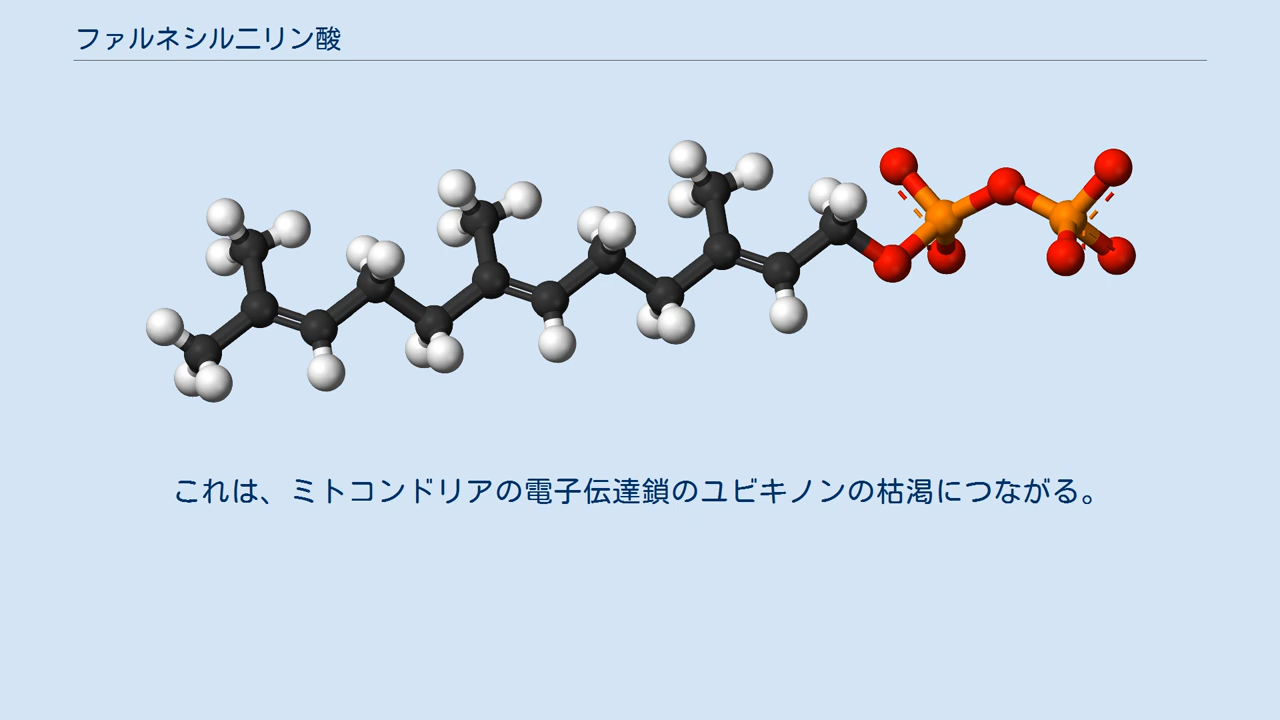 ファルネシル二リン酸
これは、ミトコンドリアの電子伝達鎖のユビキノンの枯渇につながる。